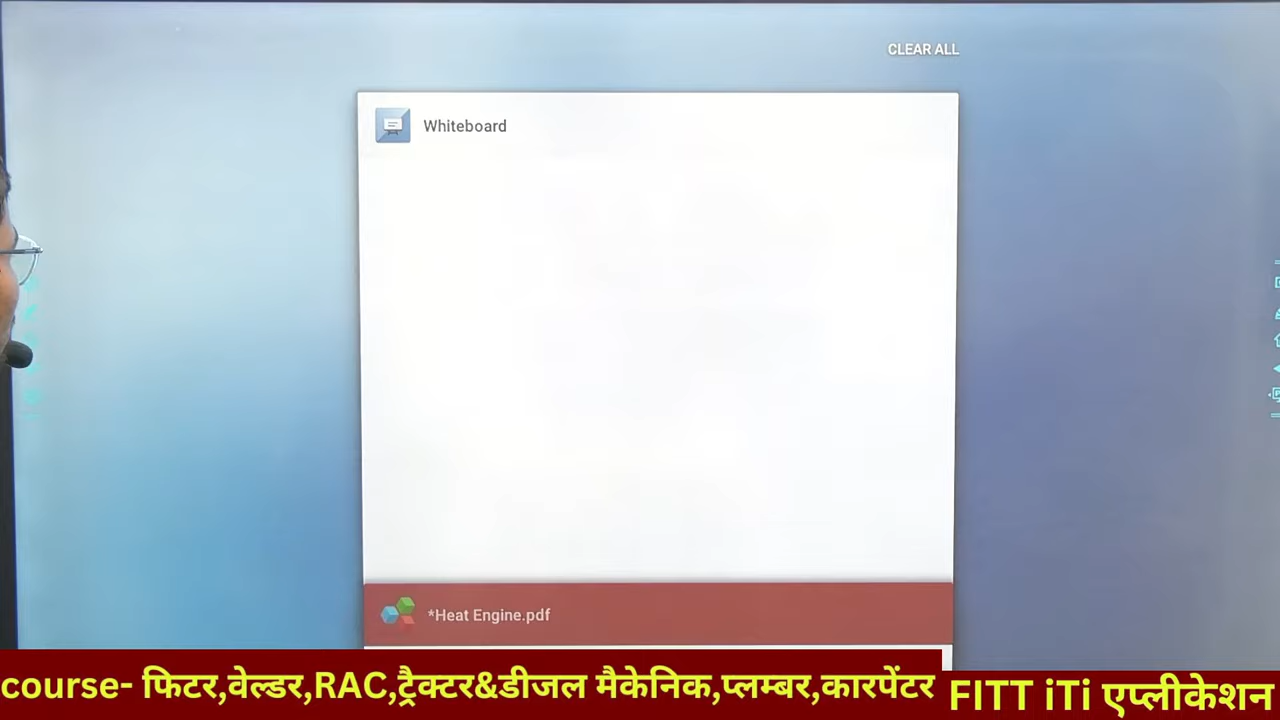 CLEAR ALL
Whiteboard
*Heat Engine.pdf
course- फिटर,वेल्डर,RAC,ट्रैक्टर&डीजल मैकेनिक,प्लम्बर,कारपेंटर
FITT iTi एप्लीकेशन